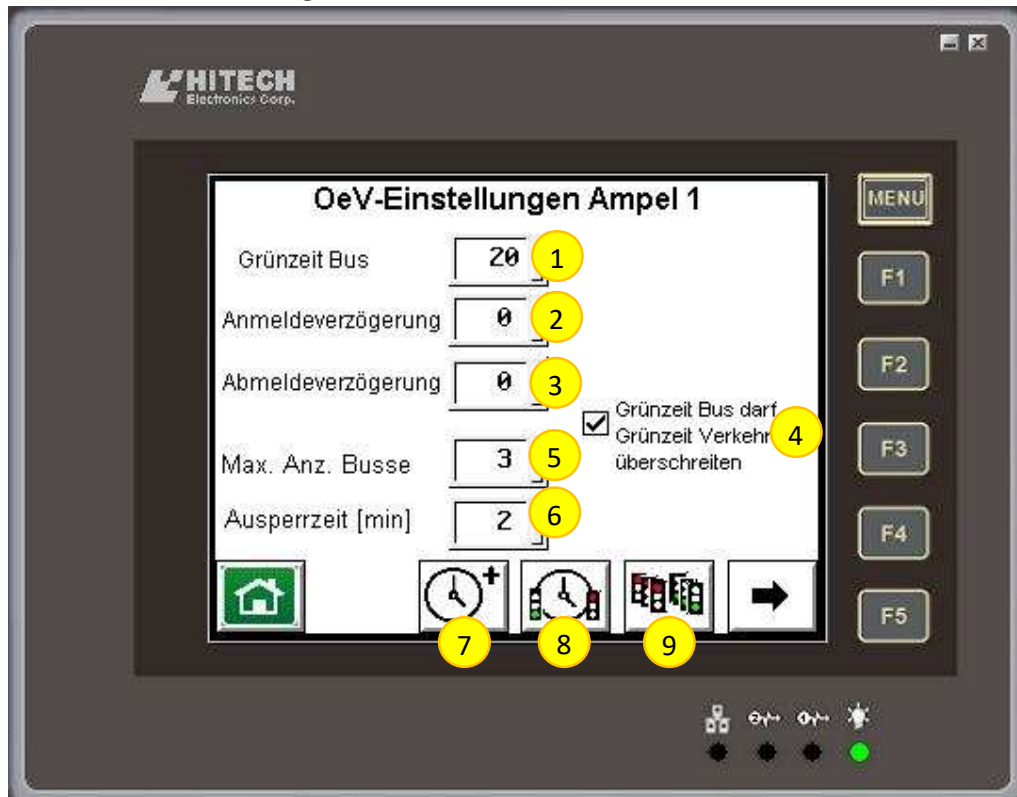 HITECH
Electronics Corp.
OeV-Einstellungen Ampel 1
MENU
Grünzeit Bus 20 1
F1
Anmeldeverzögerung 0 2
F2
Abmeldeverzögerung 0 3
Grünzeit Bus darf
Grünzeit Verkehr 4
überschreiten
F3
Max. Anz. Busse 3 5
Ausperrzeit [min] 2 6
F4
F5
7 8 9